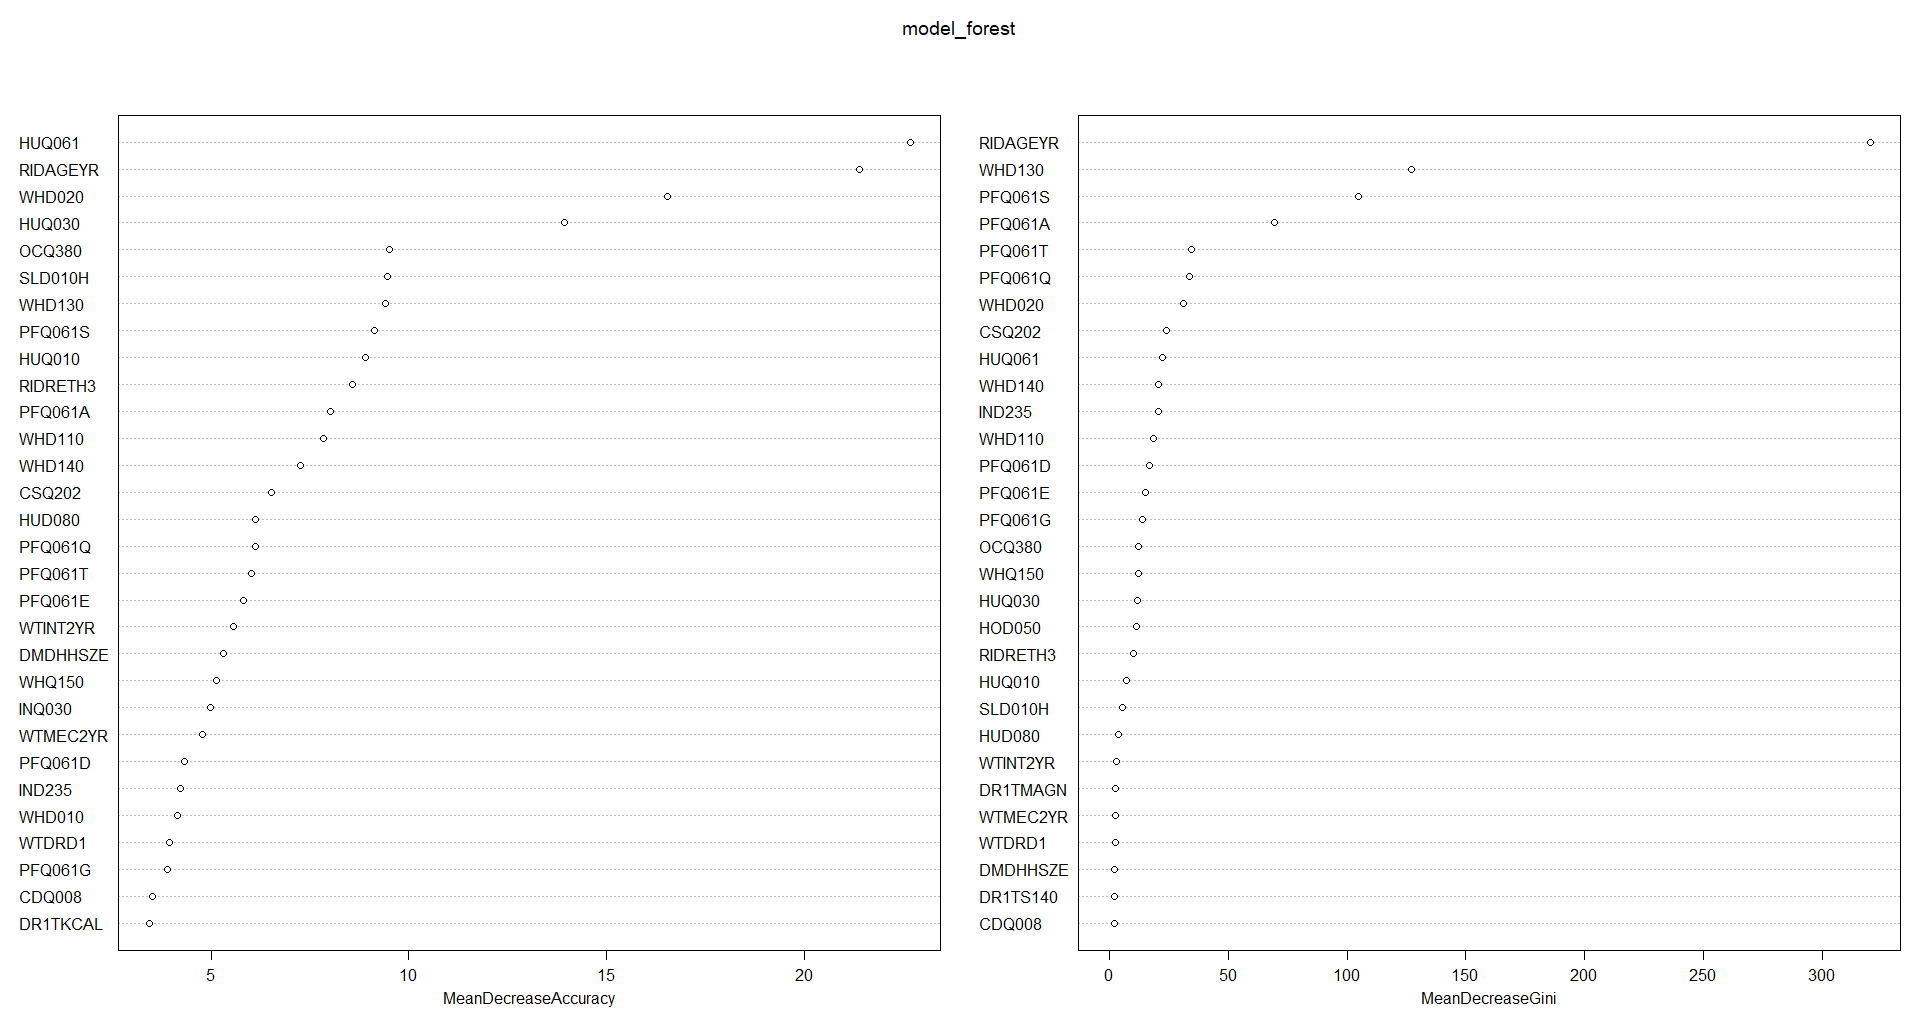 model_forest
HUQ061
RIDAGEYR
WHD020
HUQ030
OCQ380
SLD010H
WHD130
PFQ061S
HUQ010
RIDRETH3
PFQ061A
WHD110
WHD140
CSQ202
HUD080
PFQ061Q
PFQ061T
PFQ061E
WTINT2YR
DMDHHSZE
WHQ150
INQ030
WTMEC2YR
PFQ061D
IND235
WHD010
WTDRD1
PFQ061G
CDQ008
DR1TKCAL
5 10 15 20
MeanDecreaseAccuracy
RIDAGEYR
WHD130
PFQ061S
PFQ061A
PFQ061T
PFQ061Q
WHD020
CSQ202
HUQ061
WHD140
IND235
WHD110
PFQ061D
PFQ061E
PFQ061G
OCQ380
WHQ150
HUQ030
HOD050
RIDRETH3
HUQ010
SLD010H
HUD080
WTINT2YR
DR1TMAGN
WTMEC2YR
WTDRD1
DMDHHSZE
DR1TS140
CDQ008
0 50 100 150 200 250 300
MeanDecreaseGini